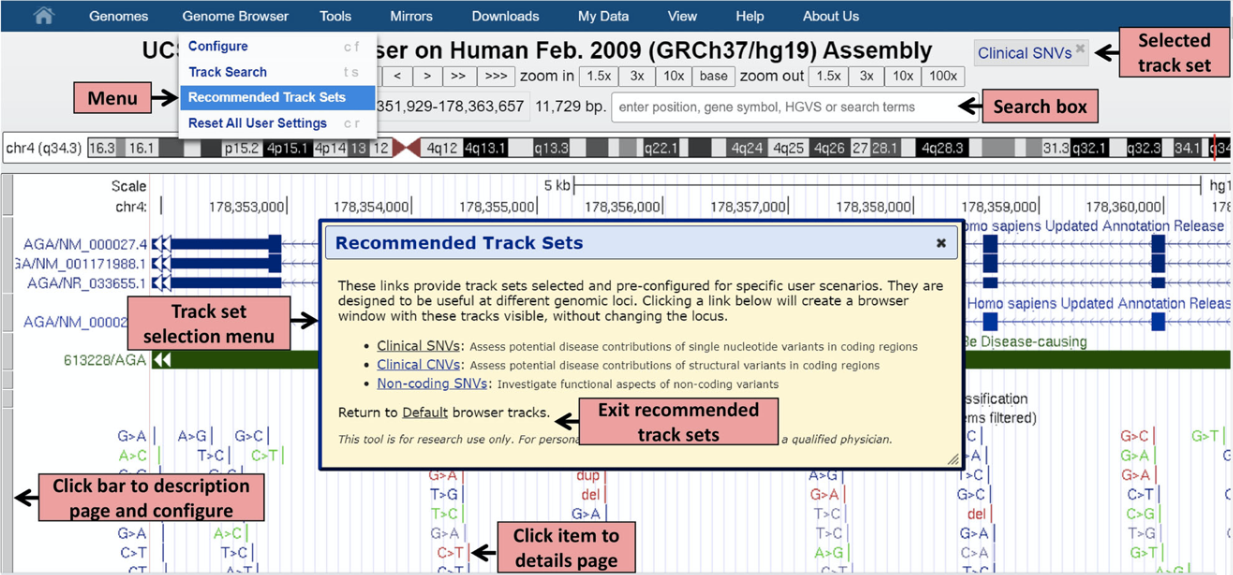 Genomes Genome Browser Tools Mirrors Downloads My Data View Help About Us
UCS
ser on Human Feb. 2009 (GRCh37/hg19) Assembly
Clinical SNVs ×
Selected
track set
Configure c f
Track Search t s
Recommended Track Sets
Reset All User Settings c r
Menu
< > >> >>> zoom in 1.5x 3x 10x base zoom out 1.5x 3x 10x 100x
351,929-178,363,657 11,729 bp. enter position, gene symbol, HGVS or search terms
Search box
chr4 (q34.3) 16.3 16.1 p15.2 4p15.1 4p14 13 12 4q12 4q13.1 q13.3 q22.1 4q24 4q25 4q26 27 28.1 4q28.3 31.3 q32.1 q32.3 34.1 q34
Scale 5 kb hg1
chr4: 178,353,000 178,354,000 178,355,000 178,356,000 178,357,000 178,358,000 178,359,000 178,360,000 178
omo sapiens Updated Annotation Release
AGA/NM_000027.4
GA/NM_001171988.1
AGA/NR_033655.1
Homo sapiens Updated Annotation Releas
AGA/NM_00002
Track set
selection menu
613228/AGA
Be Disease-causing
Recommended Track Sets ×
These links provide track sets selected and pre-configured for specific user scenarios. They are
designed to be useful at different genomic loci. Clicking a link below will create a browser
window with these tracks visible, without changing the locus.
• Clinical SNVs: Assess potential disease contributions of single nucleotide variants in coding regions
• Clinical CNVs: Assess potential disease contributions of structural variants in coding regions
• Non-coding SNVs: Investigate functional aspects of non-coding variants
Return to Default browser tracks.
Exit recommended
track sets
This tool is for research use only. For persona a qualified physician.
ssification
ems filtered)
G>A A>G G>C C G>C G>T
A>C T>C C>T >A G>A G
G>A dup A>G T>C G>A
Click bar to description
page and configure
T>G del G>A G>C C>T
T>C G>A T>C del C>G
G>A A>C G>A T>C G>A T>G
C>T T>C C>T A>G C>A G>T
Click item to
details page
CT A>T C>T T>C C>T A>G